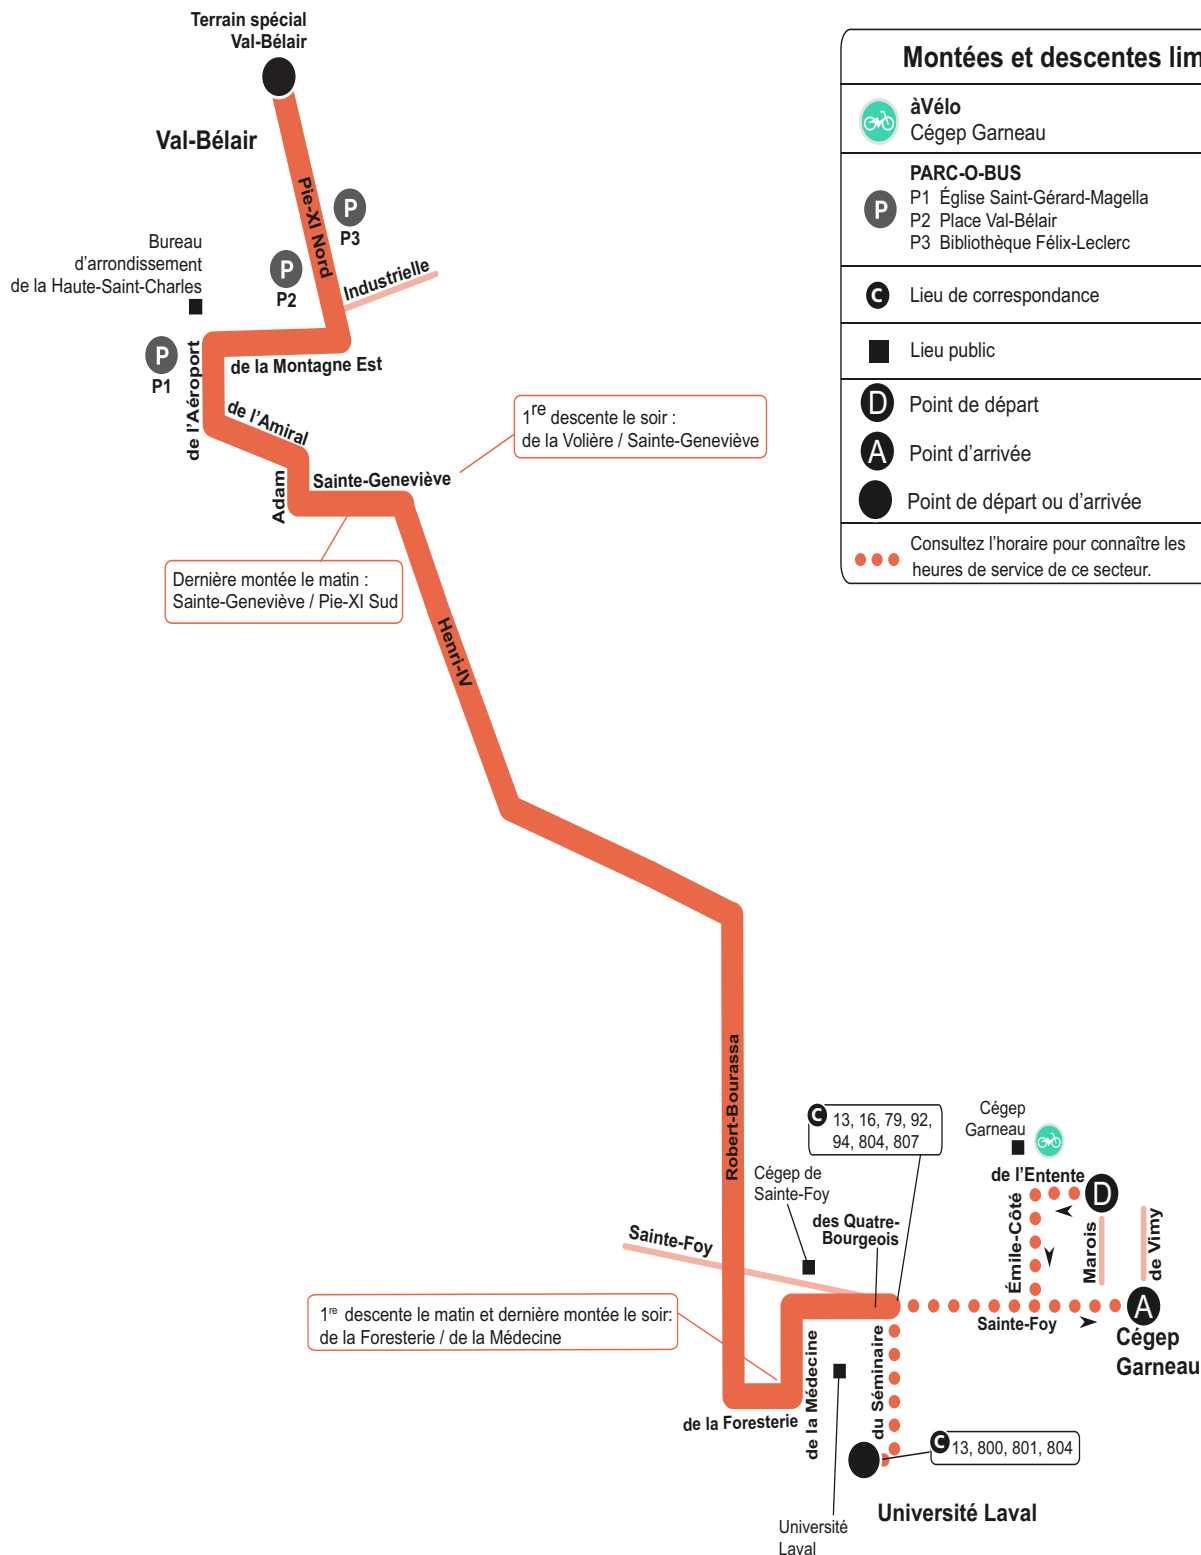 Terrain spécial
Val-Bélair
Val-Bélair
Pie-XI Nord
P
P3
P
P2
Industrielle
Bureau
d'arrondissement
de la Haute-Saint-Charles
P
P1
de l'Aéroport
de la Montagne Est
de l'Amiral
Adam
Sainte-Geneviève
1re descente le soir :
de la Volière / Sainte-Geneviève
Dernière montée le matin :
Sainte-Geneviève / Pie-XI Sud
Henri-IV
Montées et descentes lim
àVélo
Cégep Garneau
P
PARC-O-BUS
P1 Église Saint-Gérard-Magella
P2 Place Val-Bélair
P3 Bibliothèque Félix-Leclerc
C Lieu de correspondance
Lieu public
D Point de départ
A Point d'arrivée
Point de départ ou d'arrivée
Consultez l'horaire pour connaître les
heures de service de ce secteur.
Robert-Bourassa
C 13, 16, 79, 92,
94, 804, 807
Cégep de
Sainte-Foy
des Quatre-
Bourgeois
Sainte-Foy
Cégep
Garneau
de l'Entente
D
Émile-Côté
Marois
de Vimy
Sainte-Foy
A
Cégep
Garneau
1re descente le matin et dernière montée le soir:
de la Foresterie / de la Médecine
de la Foresterie
de la Médecine
du Séminaire
C 13, 800, 801, 804
Université Laval
Université
Laval